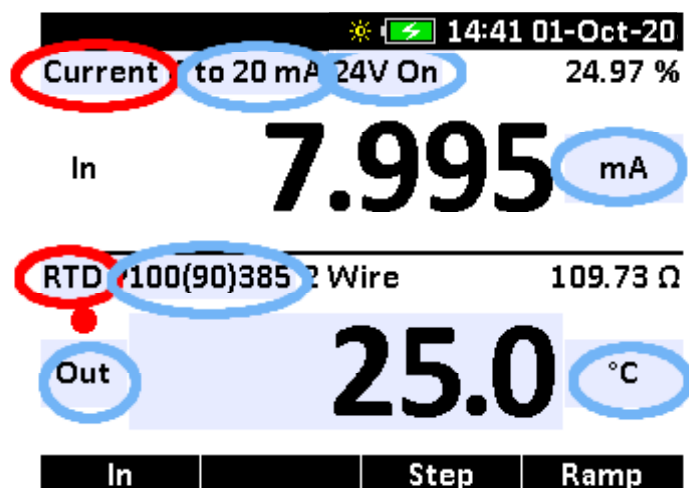 14:41 01-Oct-20
Current to 20 mA 24V On 24.97 %
In 7.995 mA
RTD 100(90)385 2 Wire 109.73 Ω
Out 25.0 °C
In Step Ramp